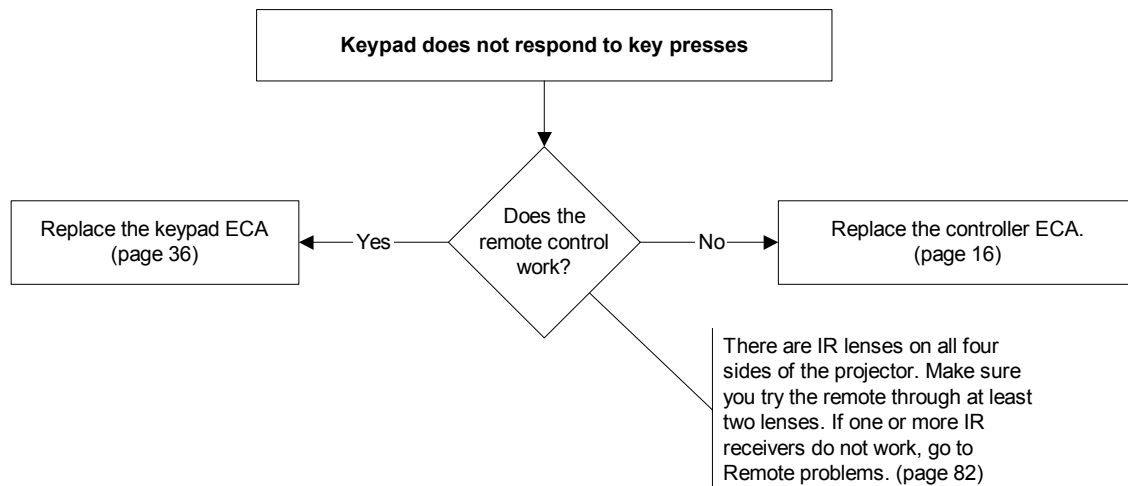 Keypad does not respond to key presses
Does the
remote control
work?
Yes
Replace the keypad ECA
(page 36)
No
Replace the controller ECA.
(page 16)
There are IR lenses on all four
sides of the projector. Make sure
you try the remote through at least
two lenses. If one or more IR
receivers do not work, go to
Remote problems. (page 82)